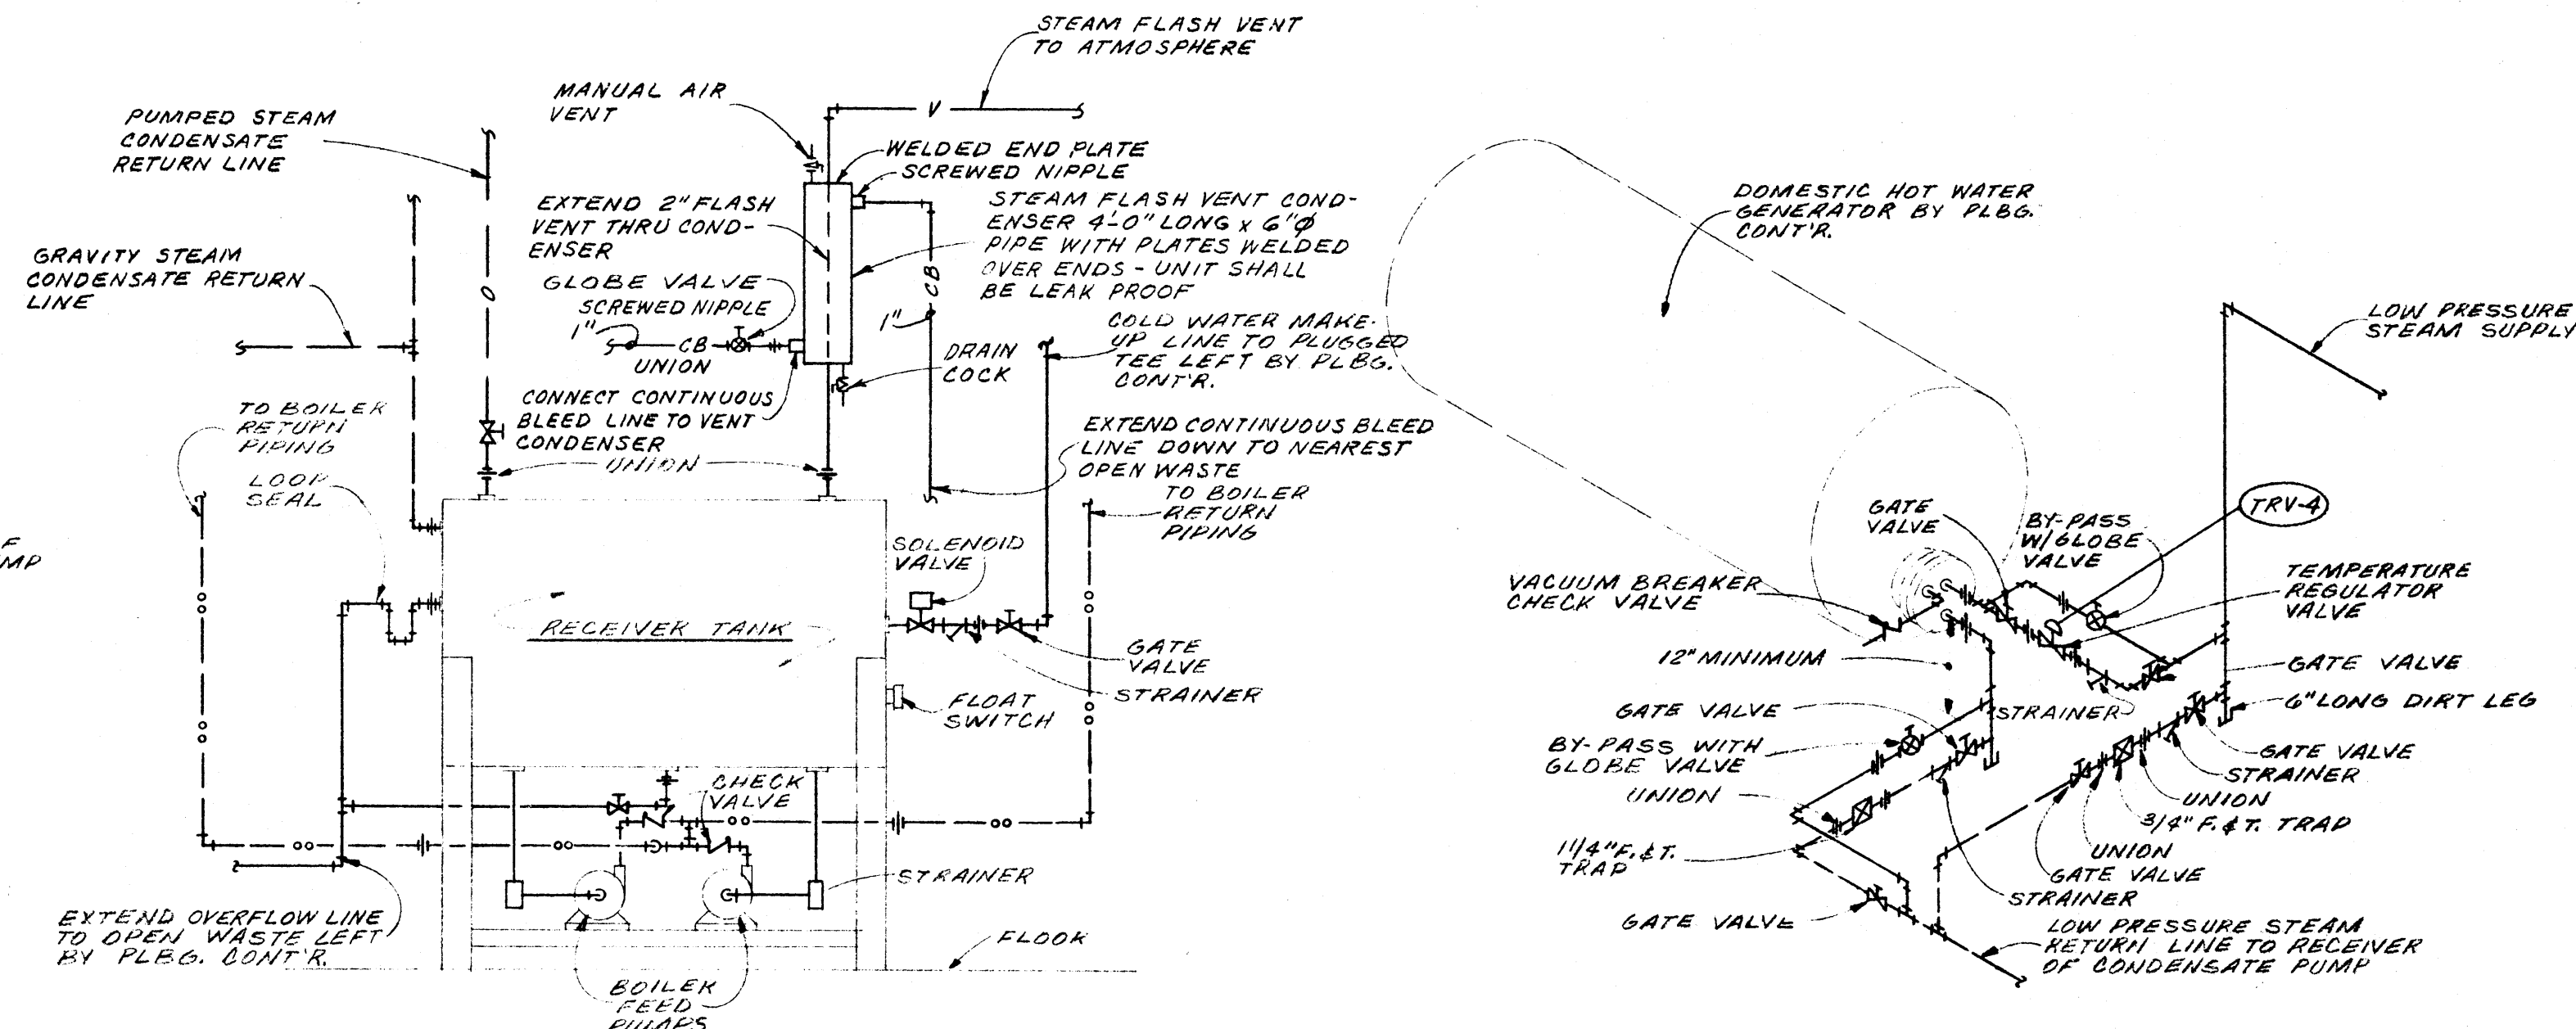 STEAM FLASH VENT
TO ATMOSPHERE
MANUAL AIR
VENT
V
PUMPED STEAM
CONDENSATE
RETURN LINE
WELDED END PLATE
SCREWED NIPPLE
EXTEND 2" FLASH
VENT THRU COND-
ENSER
STEAM FLASH VENT COND-
ENSER 4'-0" LONG x 6"Ø
PIPE WITH PLATES WELDED
OVER ENDS - UNIT SHALL
BE LEAK PROOF
GRAVITY STEAM
CONDENSATE RETURN
LINE
GLOBE VALVE
SCREWED NIPPLE
1"
CB
UNION
CB
1"
DRAIN
COCK
COLD WATER MAKE-
UP LINE TO PLUGGED
TEE LEFT BY PLBG.
CONT'R.
CONNECT CONTINUOUS
BLEED LINE TO VENT
CONDENSER
UNION
EXTEND CONTINUOUS BLEED
LINE DOWN TO NEAREST
OPEN WASTE
TO BOILER
RETURN
PIPING
TO BOILER
RETURN
PIPING
LOOP
SEAL
F
MP
SOLENOID
VALVE
RECEIVER TANK
GATE
VALVE
STRAINER
FLOAT
SWITCH
CHECK
VALVE
STRAINER
EXTEND OVERFLOW LINE
TO OPEN WASTE LEFT
BY PLBG. CONT'R.
FLOOR
BOILER
FEED
PUMPS
DOMESTIC HOT WATER
GENERATOR BY PLBG.
CONT'R.
LOW PRESSURE
STEAM SUPPLY
TRV-4
GATE
VALVE
BY-PASS
W/GLOBE
VALVE
VACUUM BREAKER
CHECK VALVE
TEMPERATURE
REGULATOR
VALVE
12" MINIMUM
GATE VALVE
6" LONG DIRT LEG
STRAINER
GATE VALVE
BY-PASS WITH
GLOBE VALVE
GATE VALVE
STRAINER
UNION
UNION
3/4" F. & T. TRAP
1 1/4" F. & T.
TRAP
UNION
GATE VALVE
STRAINER
GATE VALVE
LOW PRESSURE STEAM
RETURN LINE TO RECEIVER
OF CONDENSATE PUMP